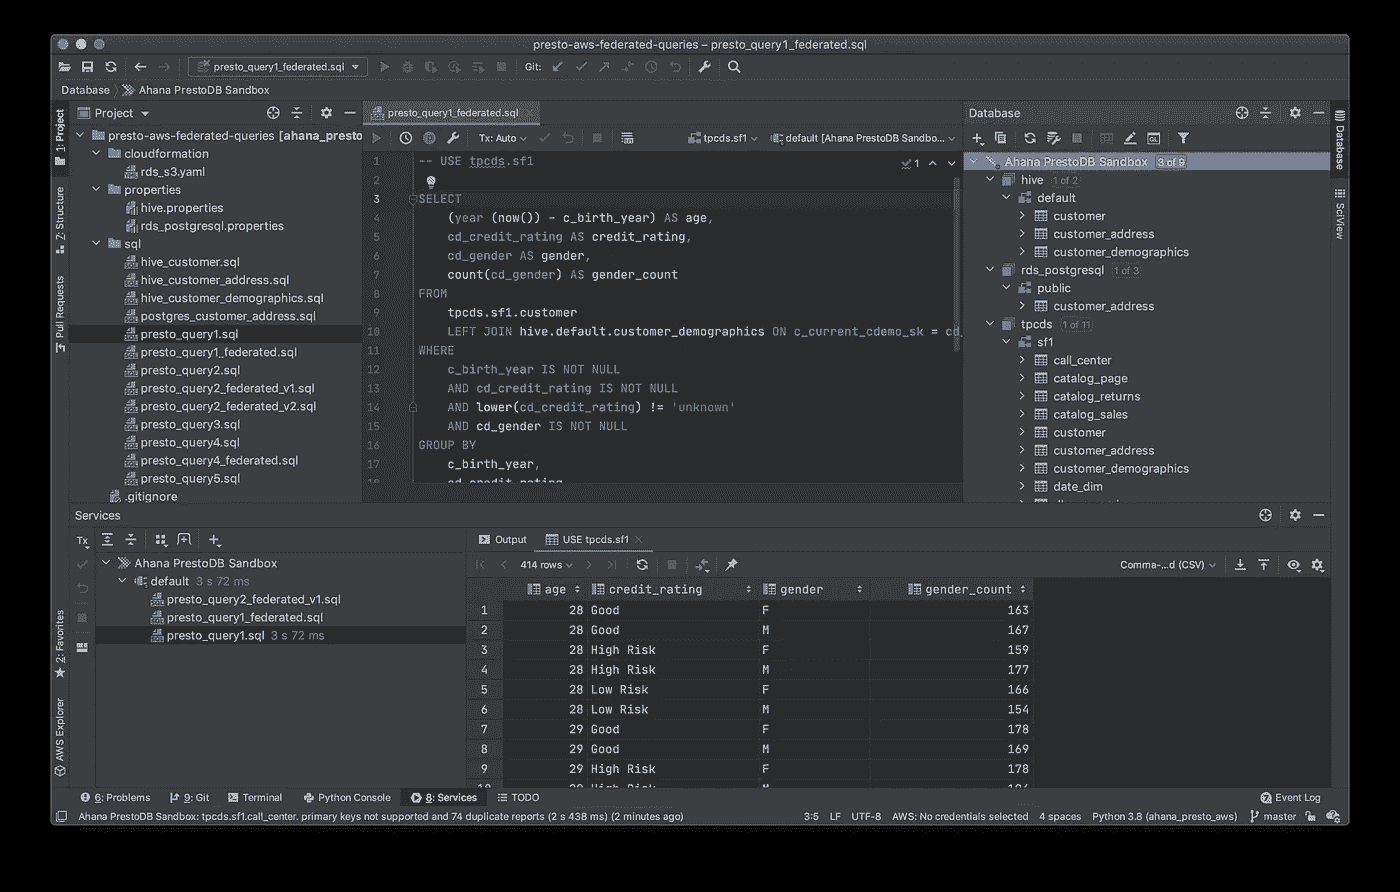 presto-aws-federated-queries – presto_query1_federated.sql
presto_query1_federated.sql
Git:
Database
Ahana PrestoDB Sandbox
1: Project
Z: Structure
Pull Requests
2: Favorites
AWS Explorer
Project
presto-aws-federated-queries [ahana_presto
cloudformation
rds_s3.yaml
properties
hive.properties
rds_postgresql.properties
sql
hive_customer.sql
hive_customer_address.sql
hive_customer_demographics.sql
postgres_customer_address.sql
presto_query1.sql
presto_query1_federated.sql
presto_query2.sql
presto_query2_federated_v1.sql
presto_query2_federated_v2.sql
presto_query3.sql
presto_query4.sql
presto_query4_federated.sql
presto_query5.sql
.gitignore
presto_query1_federated.sql
Tx: Auto
tpcds.sf1
default [Ahana PrestoDB Sandbo...
1
1 -- USE tpcds.sf1
2
3 SELECT
4 (year (now()) - c_birth_year) AS age,
5 cd_credit_rating AS credit_rating,
6 cd_gender AS gender,
7 count(cd_gender) AS gender_count
8 FROM
9 tpcds.sf1.customer
10 LEFT JOIN hive.default.customer_demographics ON c_current_cdemo_sk = cd_
11 WHERE
12 c_birth_year IS NOT NULL
13 AND cd_credit_rating IS NOT NULL
14 AND lower(cd_credit_rating) != 'unknown'
15 AND cd_gender IS NOT NULL
16 GROUP BY
17 c_birth_year,
18 cd_credit_rating
Database
Ahana PrestoDB Sandbox 3 of 9
hive 1 of 2
default
customer
customer_address
customer_demographics
rds_postgresql 1 of 3
public
customer_address
tpcds 1 of 11
sf1
call_center
catalog_page
catalog_returns
catalog_sales
customer
customer_address
customer_demographics
date_dim
Database
SciView
Services
Tx
Ahana PrestoDB Sandbox
default 3 s 72 ms
presto_query2_federated_v1.sql
presto_query1_federated.sql
presto_query1.sql 3 s 72 ms
Output
USE tpcds.sf1
414 rows
Comma-...d (CSV)
age credit_rating gender gender_count
1 28 Good F 163
2 28 Good M 167
3 28 High Risk F 159
4 28 High Risk M 177
5 28 Low Risk F 166
6 28 Low Risk M 154
7 29 Good F 178
8 29 Good M 169
9 29 High Risk F 178
6: Problems 9: Git Terminal Python Console 8: Services TODO Event Log
Ahana PrestoDB Sandbox: tpcds.sf1.call_center. primary keys not supported and 74 duplicate reports (2 s 438 ms) (2 minutes ago) 3:5 LF UTF-8 AWS: No credentials selected 4 spaces Python 3.8 (ahana_presto_aws) master